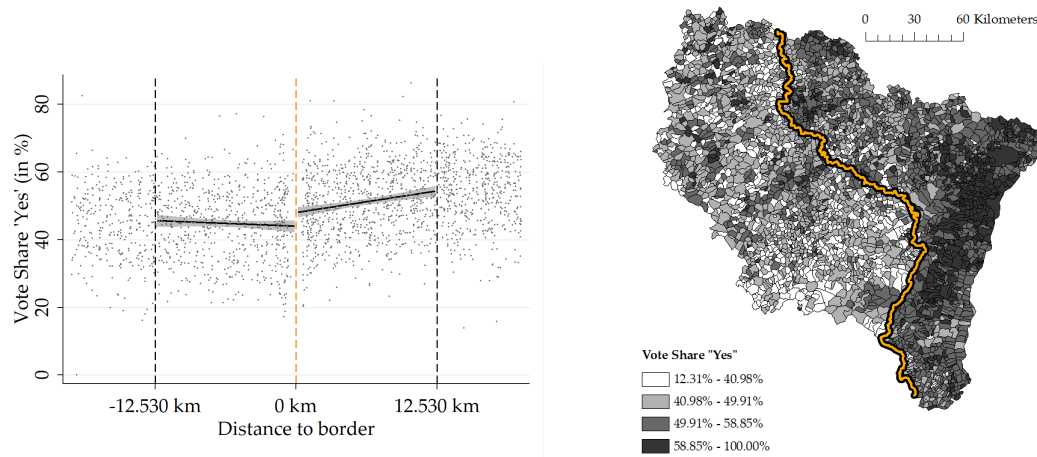 Vote Share 'Yes' (in %)
80
60
40
20
0
-12.530 km 0 km 12.530 km
Distance to border
0 30 60 Kilometers
Vote Share "Yes"
12.31% - 40.98%
40.98% - 49.91%
49.91% - 58.85%
58.85% - 100.00%